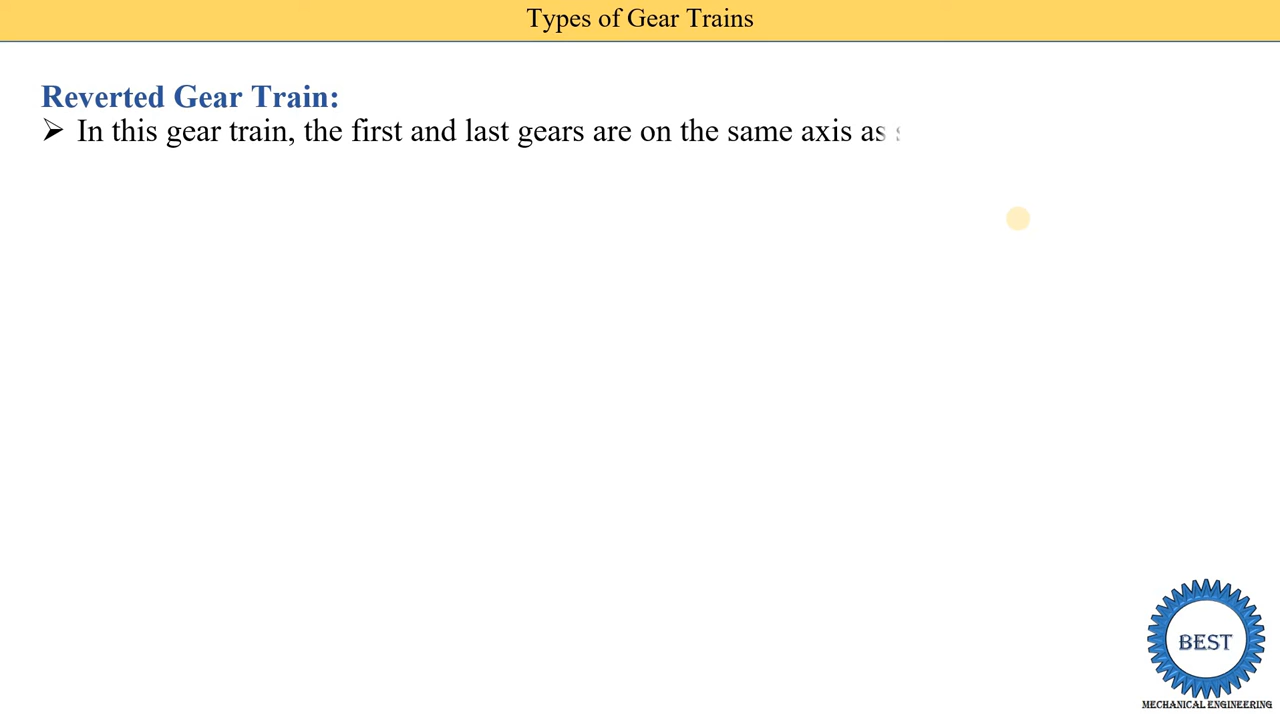 Types of Gear Trains
Reverted Gear Train:
➢ In this gear train, the first and last gears are on the same axis as
BEST
MECHANICAL ENGINEERING